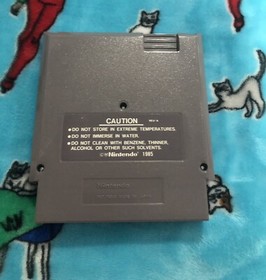 CAUTION
REV-A
●DO NOT STORE IN EXTREME TEMPERATURES.
●DO NOT IMMERSE IN WATER.
●DO NOT CLEAN WITH BENZENE, THINNER,
ALCOHOL OR OTHER SUCH SOLVENTS.
Nintendo 1985